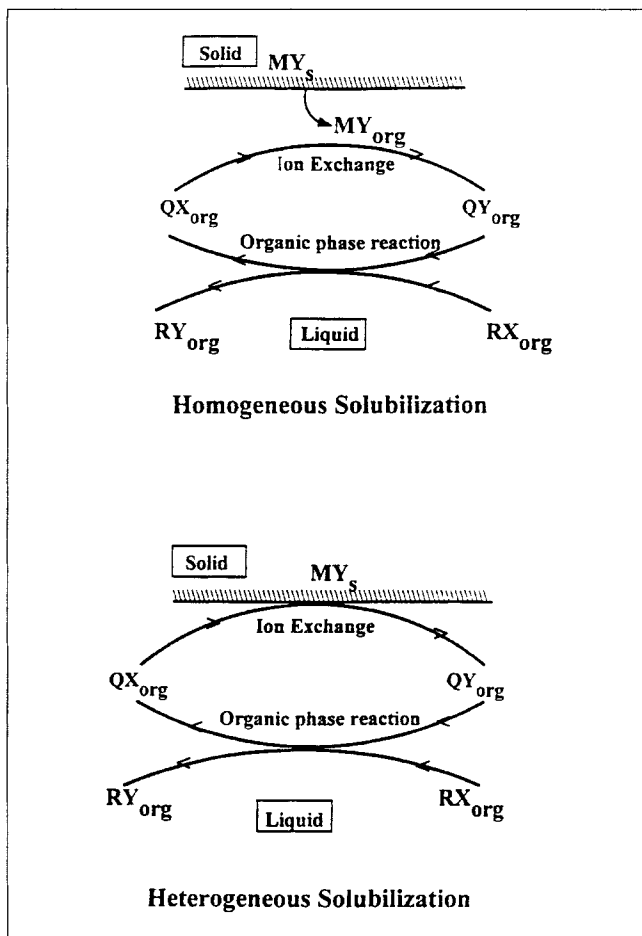 Solid
MYs
MYorg
Ion Exchange
QXorg QYorg
Organic phase reaction
RYorg Liquid RXorg
Homogeneous Solubilization
Solid
MYs
Ion Exchange
QXorg QYorg
Organic phase reaction
RYorg RXorg
Liquid
Heterogeneous Solubilization